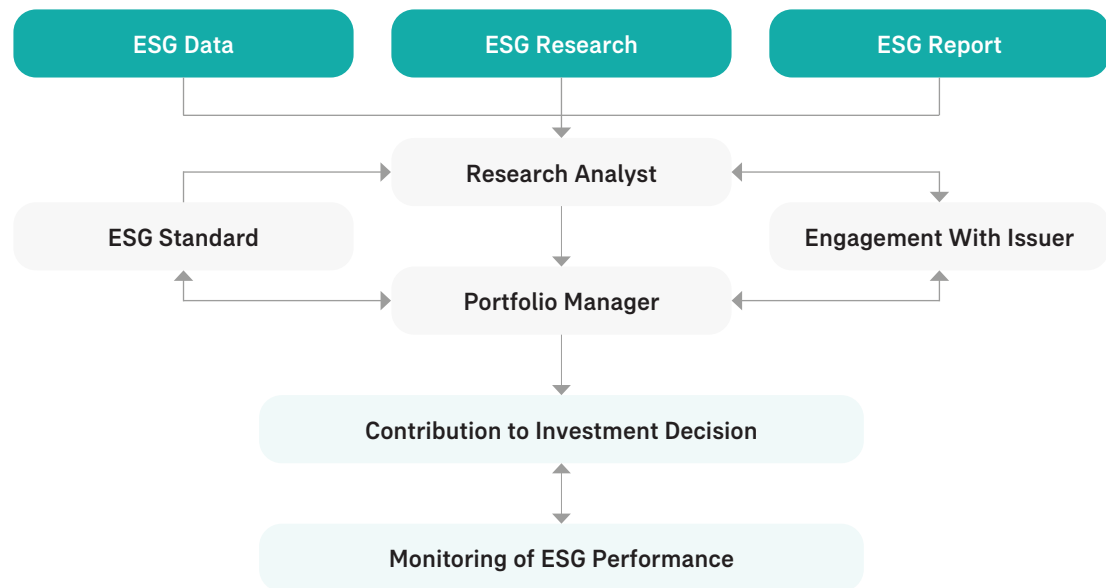 ESG Data
ESG Research
ESG Report
Research Analyst
ESG Standard
Engagement With Issuer
Portfolio Manager
Contribution to Investment Decision
Monitoring of ESG Performance